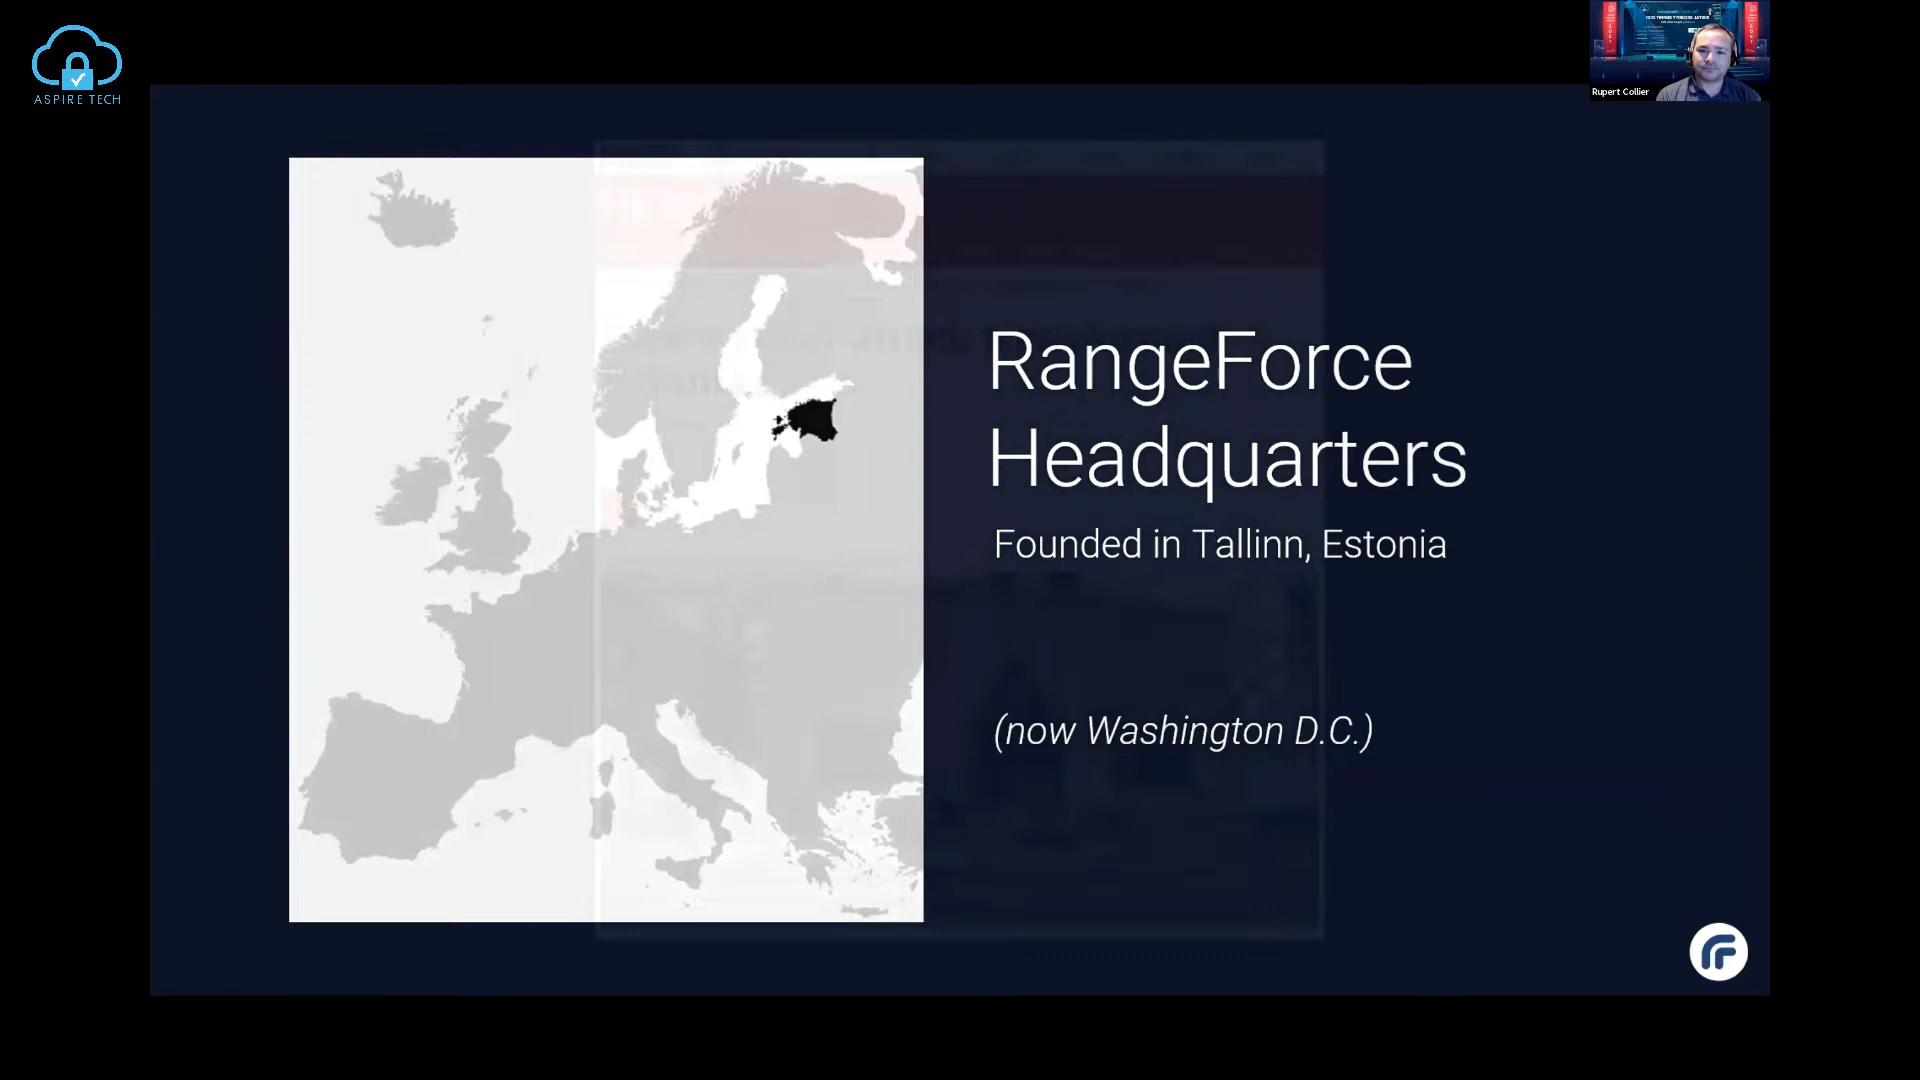 ASPIRE TECH
Rupert Collier
RangeForce
Headquarters
Founded in Tallinn, Estonia
(now Washington D.C.)